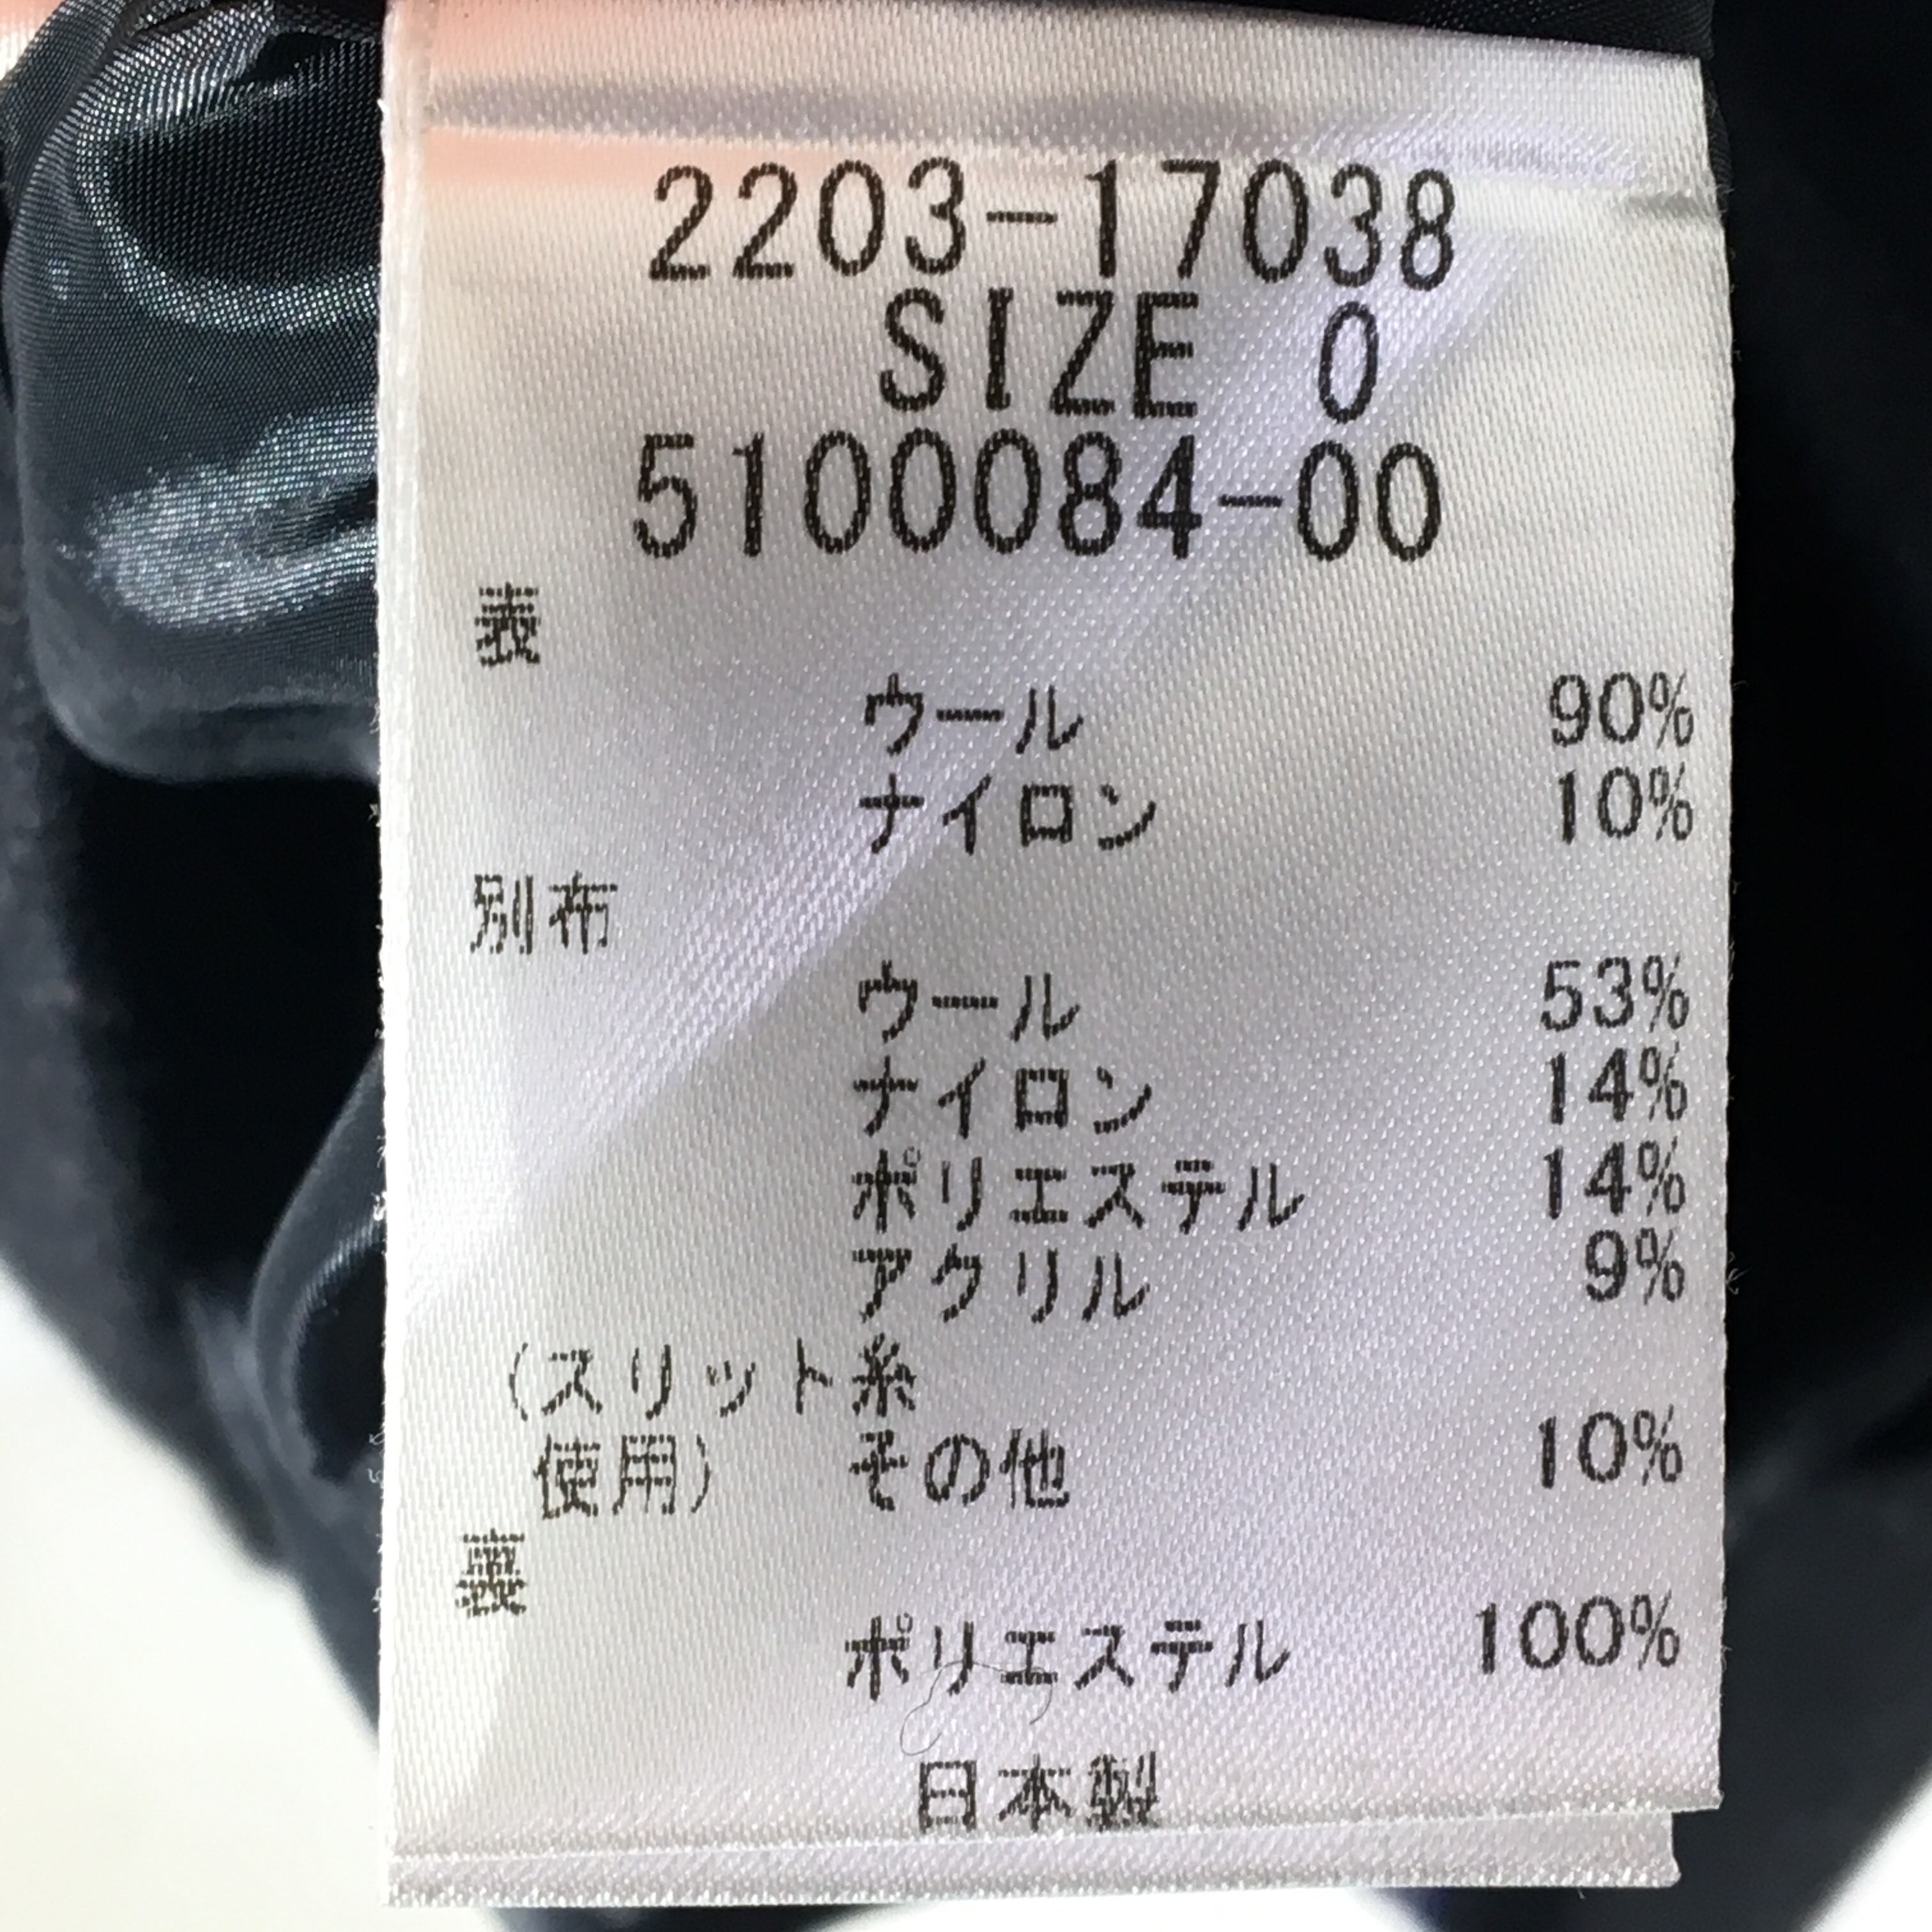 2203-17038
SIZE 0
5100084-00
表
ウール 90%
ナイロン 10%
別布
ウール 53%
ナイロン 14%
ポリエステル 14%
アクリル 9%
(スリット糸
使用) その他 10%
裏
ポリエステル 100%
日本製